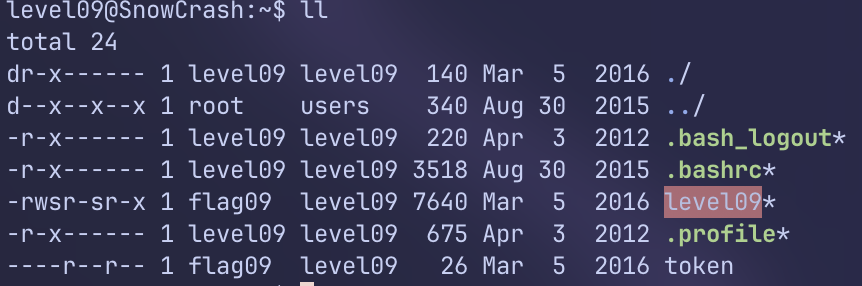 level09@SnowCrash:~$ ll
total 24
dr-x------ 1 level09 level09  140 Mar  5  2016 ./
d--x--x--x 1 root    users    340 Aug 30  2015 ../
-r-x------ 1 level09 level09  220 Apr  3  2012 .bash_logout*
-r-x------ 1 level09 level09 3518 Aug 30  2015 .bashrc*
-rwsr-sr-x 1 flag09  level09 7640 Mar  5  2016 level09*
-r-x------ 1 level09 level09  675 Apr  3  2012 .profile*
----r--r-- 1 flag09  level09   26 Mar  5  2016 token